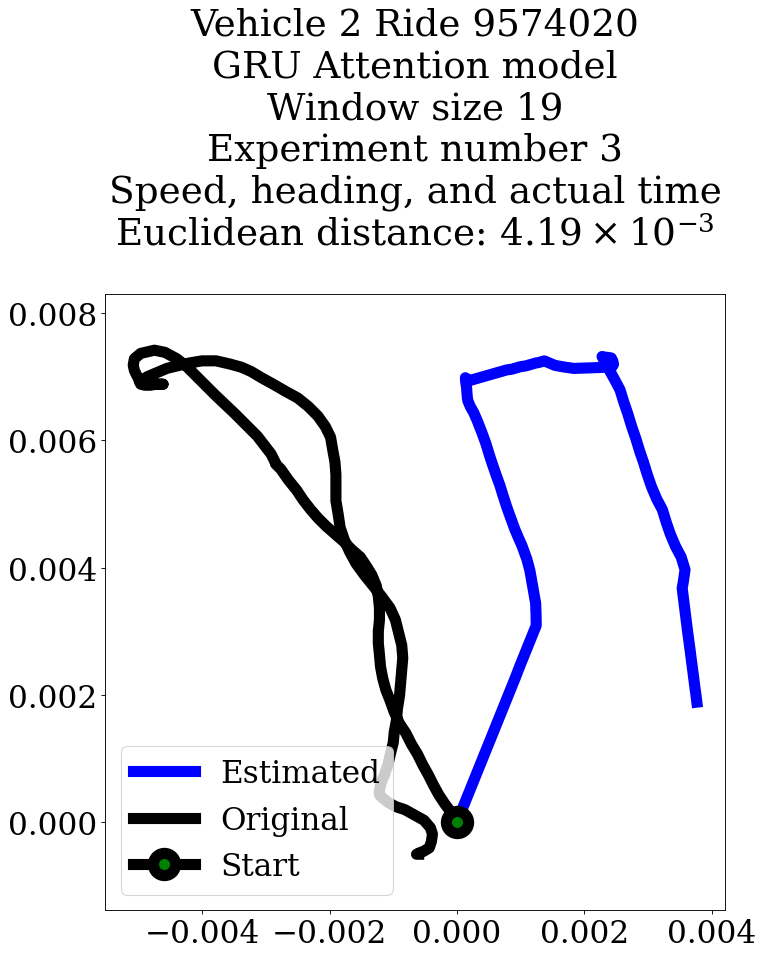 Vehicle 2 Ride 9574020
GRU Attention model
Window size 19
Experiment number 3
Speed, heading, and actual time
Euclidean distance: 4.19 × 10⁻³
0.008
0.006
0.004
0.002
0.000
Estimated
Original
Start
−0.004 −0.002 0.000 0.002 0.004